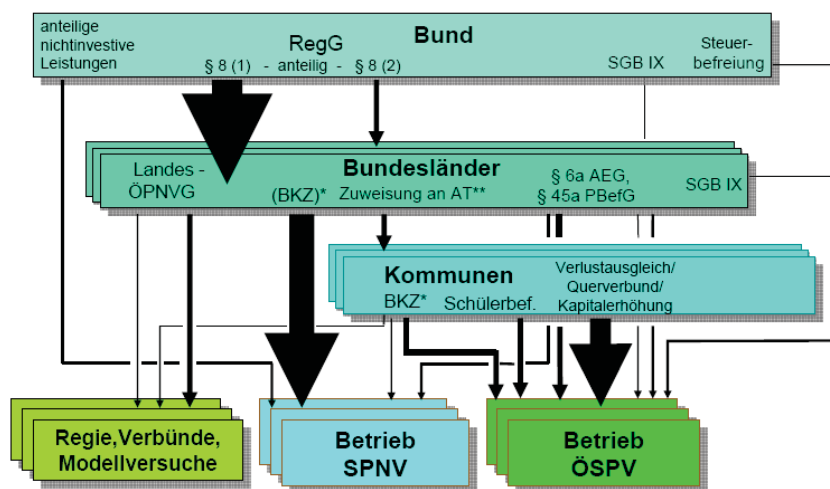 anteilige
nichtinvestive
Leistungen
RegG
Bund
§ 8 (1) - anteilig - § 8 (2)
SGB IX
Steuer-
befreiung
Landes -
ÖPNVG
Bundesländer
(BKZ)* Zuweisung an AT**
§ 6a AEG,
§ 45a PBefG
SGB IX
Kommunen
BKZ* Schülerbef.
Verlustausgleich/
Querverbund/
Kapitalerhöhung
Regie,Verbünde,
Modellversuche
Betrieb
SPNV
Betrieb
ÖSPV